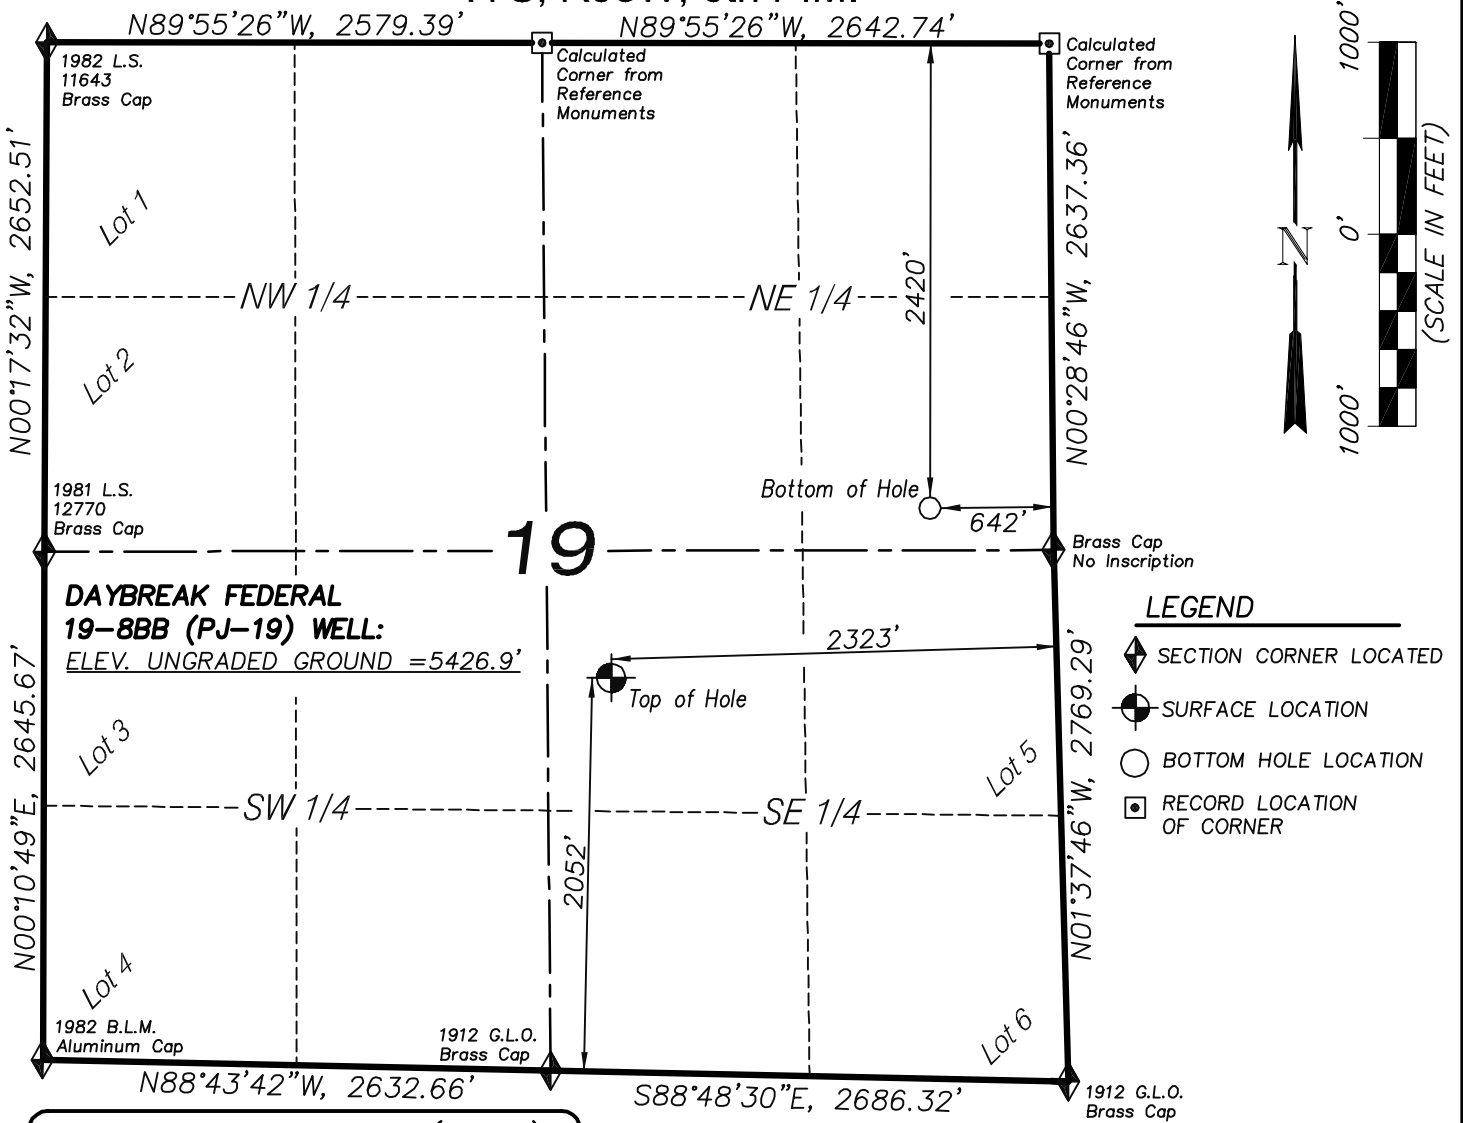 N89°55'26"W, 2579.39'
N89°55'26"W, 2642.74'
1982 L.S.
11643
Brass Cap
Calculated
Corner from
Reference
Monuments
Calculated
Corner from
Reference
Monuments
1000'
0'
1000'
(SCALE IN FEET)
N
N00°17'32"W, 2652.51'
Lot 1
NW 1/4
NE 1/4
2420'
N00°28'46"W, 2637.36'
Lot 2
1981 L.S.
12770
Brass Cap
Bottom of Hole
642'
19
Brass Cap
No Inscription
DAYBREAK FEDERAL
19-8BB (PJ-19) WELL:
ELEV. UNGRADED GROUND =5426.9'
2323'
Top of Hole
LEGEND
SECTION CORNER LOCATED
SURFACE LOCATION
BOTTOM HOLE LOCATION
RECORD LOCATION
OF CORNER
N00°10'49"E, 2645.67'
Lot 3
Lot 5
SW 1/4
SE 1/4
2052'
N01°37'46"W, 2769.29'
Lot 4
Lot 6
1982 B.L.M.
Aluminum Cap
1912 G.L.O.
Brass Cap
N88°43'42"W, 2632.66'
S88°48'30"E, 2686.32'
1912 G.L.O.
Brass Cap